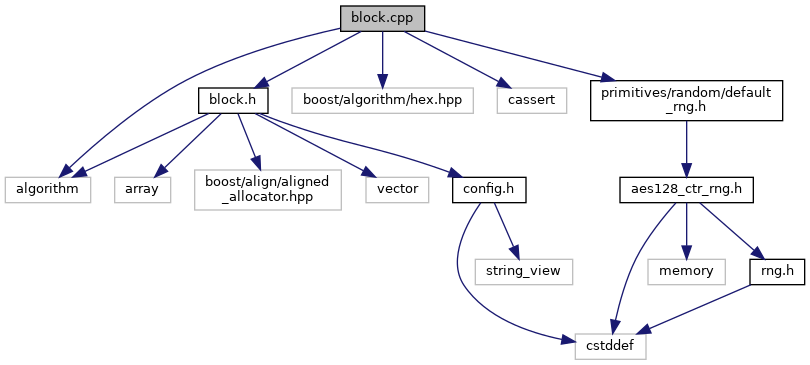 block.cpp
block.h
boost/algorithm/hex.hpp
cassert
primitives/random/default
_rng.h
algorithm
array
boost/align/aligned
_allocator.hpp
vector
config.h
aes128_ctr_rng.h
string_view
memory
rng.h
cstddef